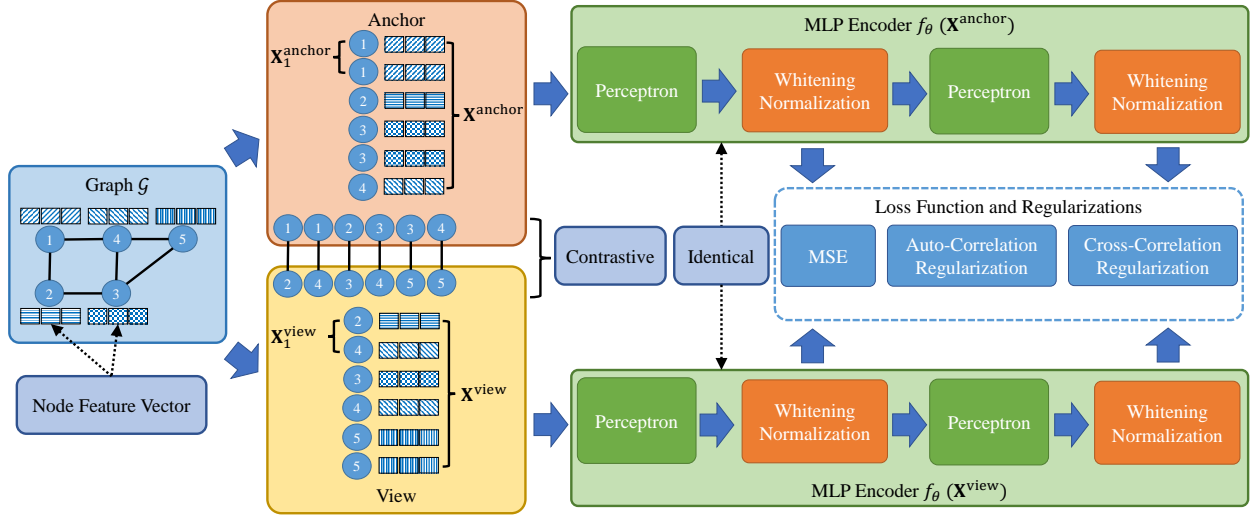 Graph 𝒢
1
4
5
2
3
Node Feature Vector
Anchor
X₁^anchor
1
1
2
3
3
4
X^anchor
1 1 2 3 3 4
2 4 3 4 5 5
X₁^view
2
4
3
4
5
5
X^view
View
Contrastive
Identical
MLP Encoder f_θ (X^anchor)
Perceptron
Whitening
Normalization
Perceptron
Whitening
Normalization
Loss Function and Regularizations
MSE
Auto-Correlation
Regularization
Cross-Correlation
Regularization
Perceptron
Whitening
Normalization
Perceptron
Whitening
Normalization
MLP Encoder f_θ (X^view)